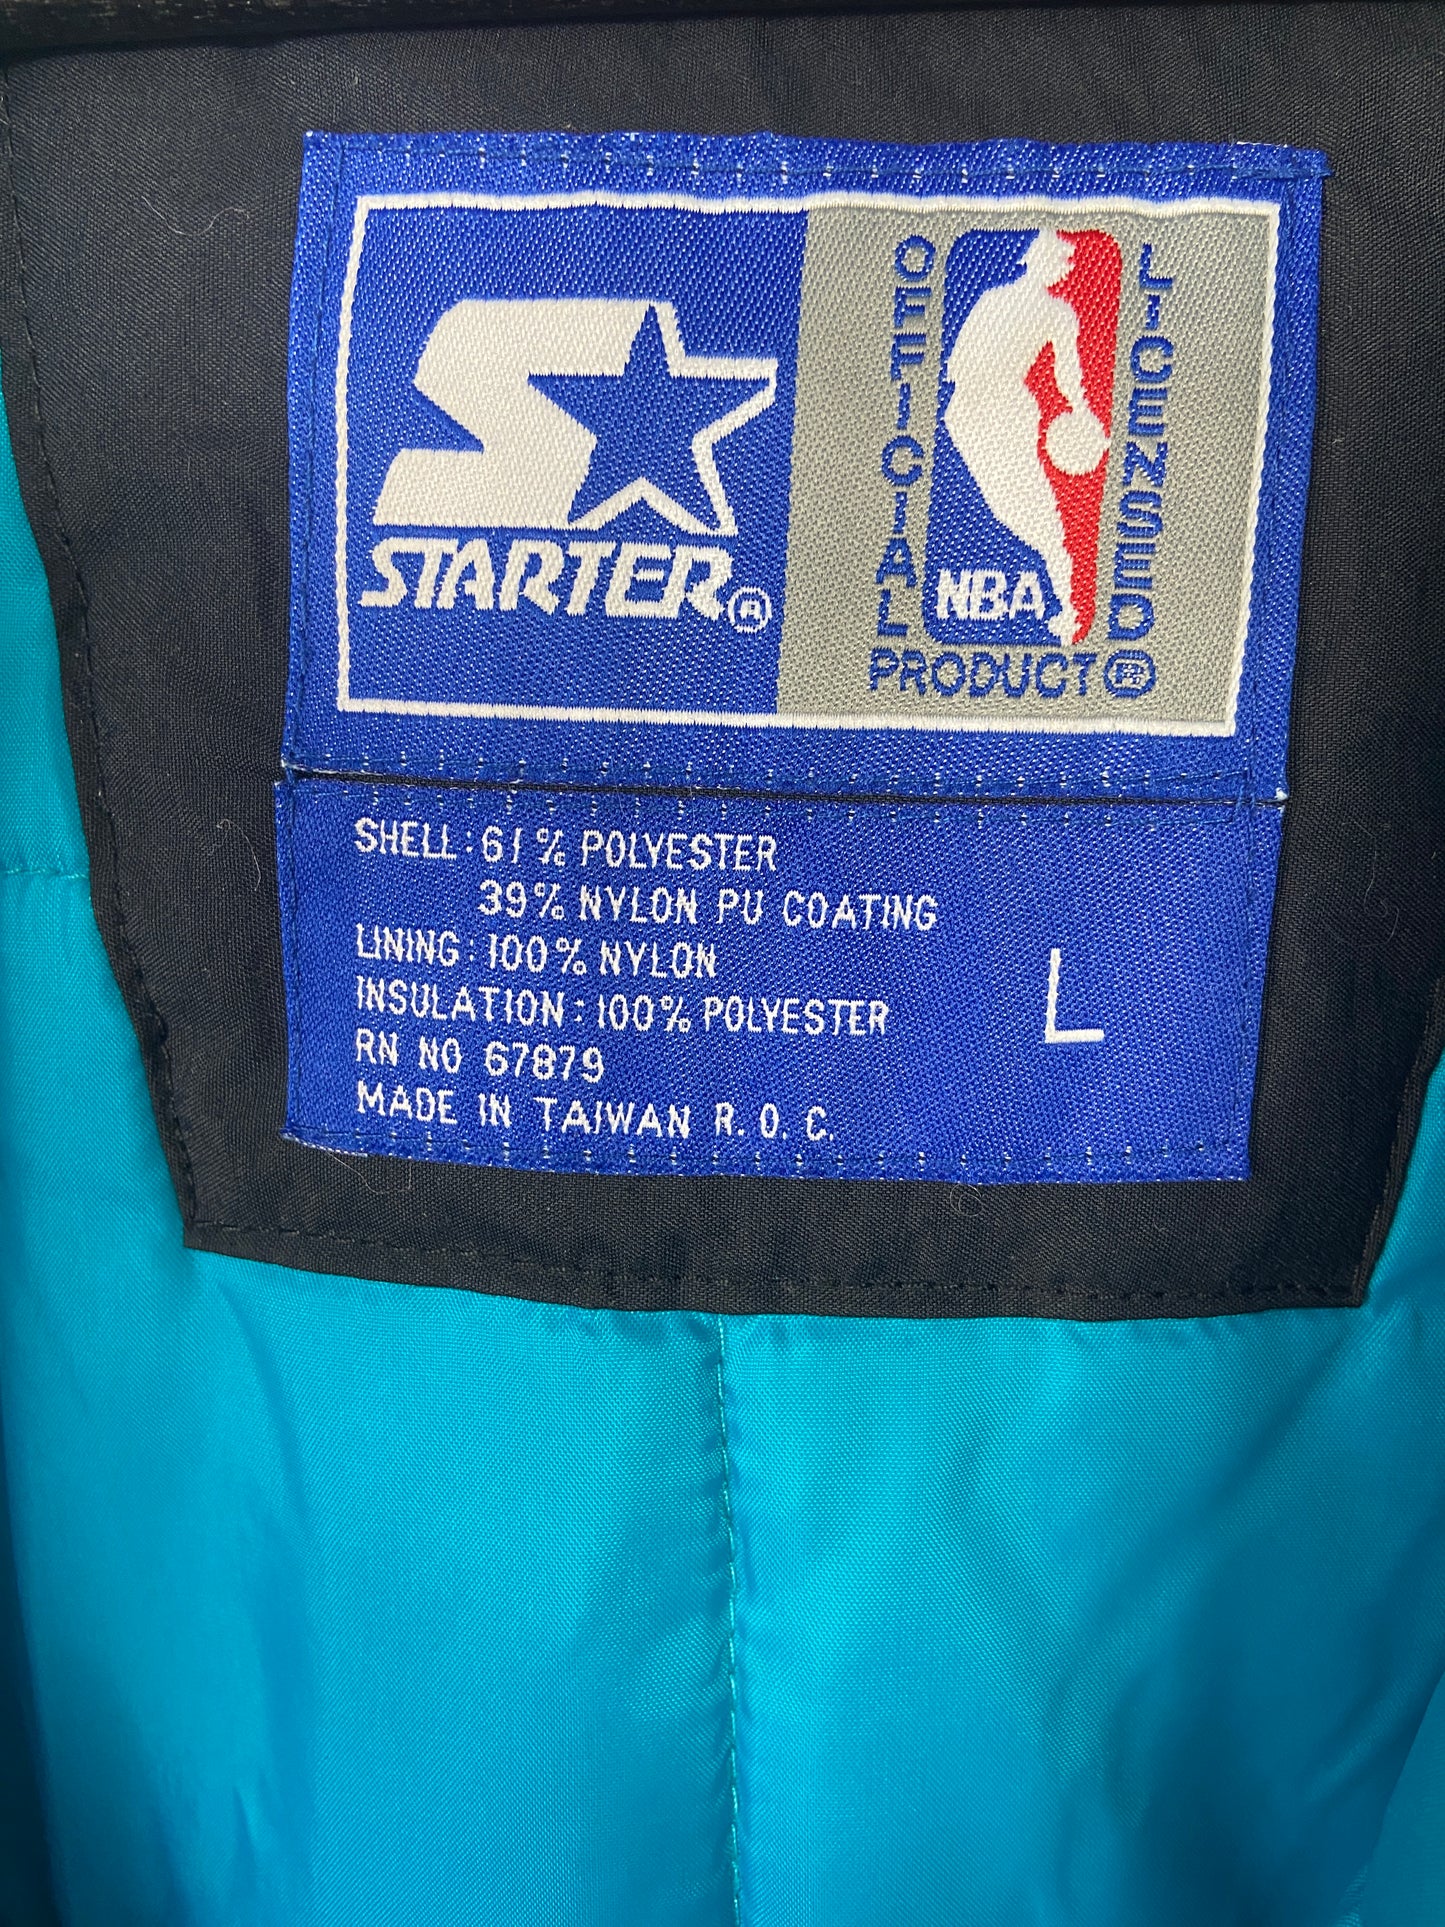 STARTER®
OFFICIAL
LICENSED
NBA
PRODUCT®
SHELL: 61% POLYESTER
39% NYLON PU COATING
LINING: 100% NYLON
INSULATION: 100% POLYESTER
RN NO 67879
MADE IN TAIWAN R. O. C.
L